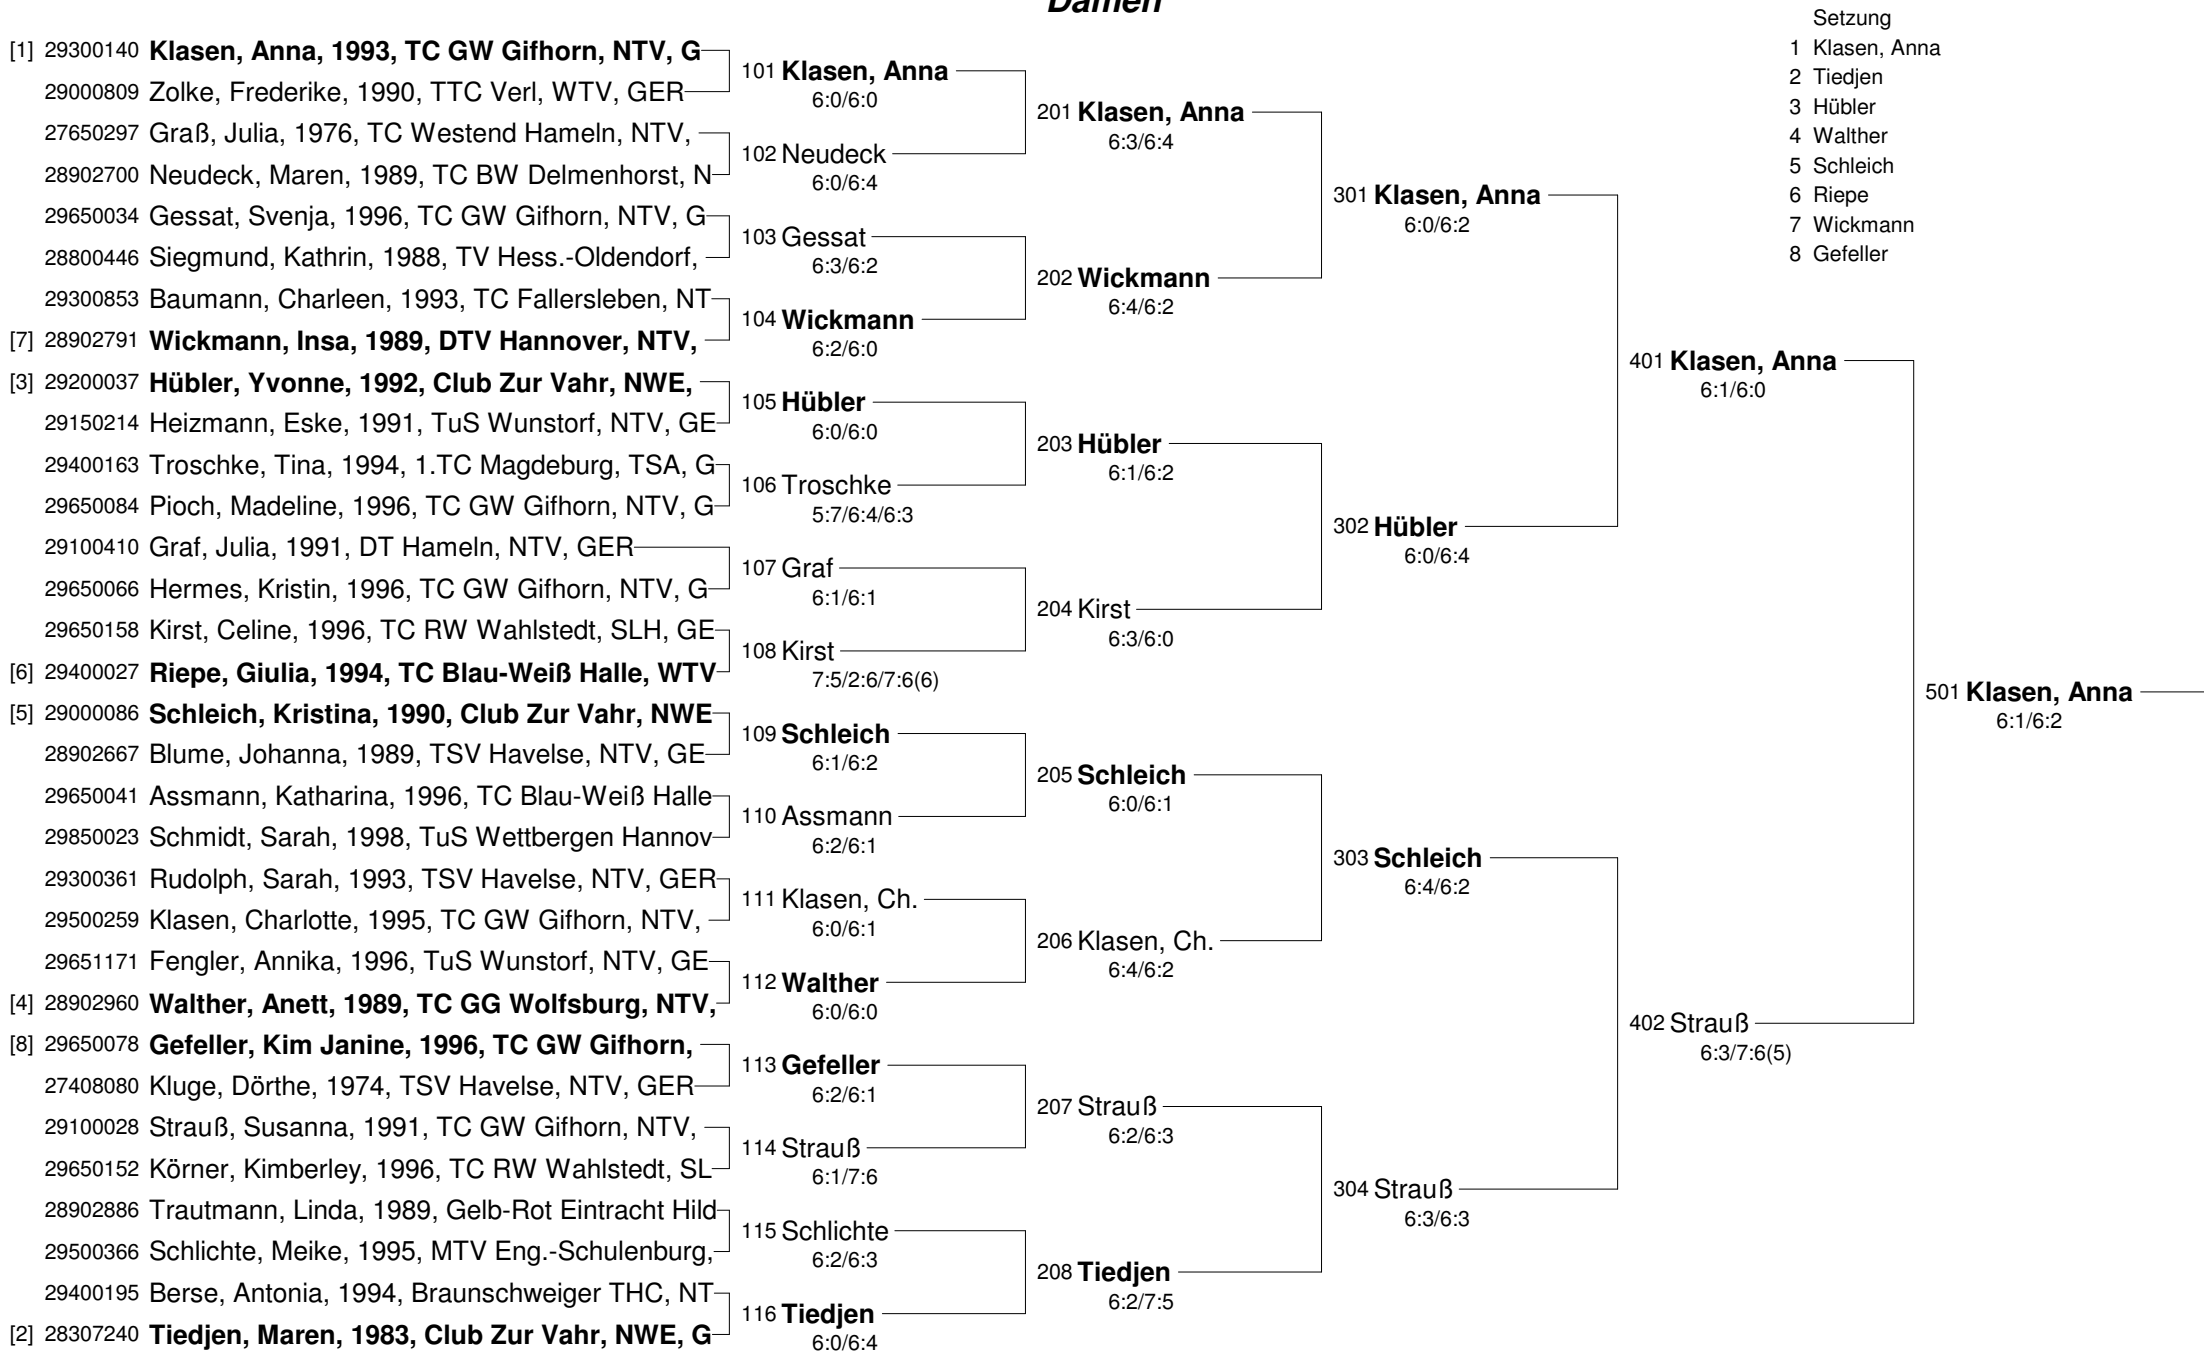 Damen
Setzung
1 Klasen, Anna
2 Tiedjen
3 Hübler
4 Walther
5 Schleich
6 Riepe
7 Wickmann
8 Gefeller
[1] 29300140 Klasen, Anna, 1993, TC GW Gifhorn, NTV, G
29000809 Zolke, Frederike, 1990, TTC Verl, WTV, GER
27650297 Graß, Julia, 1976, TC Westend Hameln, NTV,
28902700 Neudeck, Maren, 1989, TC BW Delmenhorst, N
29650034 Gessat, Svenja, 1996, TC GW Gifhorn, NTV, G
28800446 Siegmund, Kathrin, 1988, TV Hess.-Oldendorf,
29300853 Baumann, Charleen, 1993, TC Fallersleben, NT
[7] 28902791 Wickmann, Insa, 1989, DTV Hannover, NTV,
[3] 29200037 Hübler, Yvonne, 1992, Club Zur Vahr, NWE,
29150214 Heizmann, Eske, 1991, TuS Wunstorf, NTV, GE
29400163 Troschke, Tina, 1994, 1.TC Magdeburg, TSA, G
29650084 Pioch, Madeline, 1996, TC GW Gifhorn, NTV, G
29100410 Graf, Julia, 1991, DT Hameln, NTV, GER
29650066 Hermes, Kristin, 1996, TC GW Gifhorn, NTV, G
29650158 Kirst, Celine, 1996, TC RW Wahlstedt, SLH, GE
[6] 29400027 Riepe, Giulia, 1994, TC Blau-Weiß Halle, WTV
[5] 29000086 Schleich, Kristina, 1990, Club Zur Vahr, NWE
28902667 Blume, Johanna, 1989, TSV Havelse, NTV, GE
29650041 Assmann, Katharina, 1996, TC Blau-Weiß Halle
29850023 Schmidt, Sarah, 1998, TuS Wettbergen Hannov
29300361 Rudolph, Sarah, 1993, TSV Havelse, NTV, GER
29500259 Klasen, Charlotte, 1995, TC GW Gifhorn, NTV,
29651171 Fengler, Annika, 1996, TuS Wunstorf, NTV, GE
[4] 28902960 Walther, Anett, 1989, TC GG Wolfsburg, NTV,
[8] 29650078 Gefeller, Kim Janine, 1996, TC GW Gifhorn,
27408080 Kluge, Dörthe, 1974, TSV Havelse, NTV, GER
29100028 Strauß, Susanna, 1991, TC GW Gifhorn, NTV,
29650152 Körner, Kimberley, 1996, TC RW Wahlstedt, SL
28902886 Trautmann, Linda, 1989, Gelb-Rot Eintracht Hild
29500366 Schlichte, Meike, 1995, MTV Eng.-Schulenburg,
29400195 Berse, Antonia, 1994, Braunschweiger THC, NT
[2] 28307240 Tiedjen, Maren, 1983, Club Zur Vahr, NWE, G
101 Klasen, Anna
6:0/6:0
102 Neudeck
6:0/6:4
103 Gessat
6:3/6:2
104 Wickmann
6:2/6:0
105 Hübler
6:0/6:0
106 Troschke
5:7/6:4/6:3
107 Graf
6:1/6:1
108 Kirst
7:5/2:6/7:6(6)
109 Schleich
6:1/6:2
110 Assmann
6:2/6:1
111 Klasen, Ch.
6:0/6:1
112 Walther
6:0/6:0
113 Gefeller
6:2/6:1
114 Strauß
6:1/7:6
115 Schlichte
6:2/6:3
116 Tiedjen
6:0/6:4
201 Klasen, Anna
6:3/6:4
202 Wickmann
6:4/6:2
203 Hübler
6:1/6:2
204 Kirst
6:3/6:0
205 Schleich
6:0/6:1
206 Klasen, Ch.
6:4/6:2
207 Strauß
6:2/6:3
208 Tiedjen
6:2/7:5
301 Klasen, Anna
6:0/6:2
302 Hübler
6:0/6:4
303 Schleich
6:4/6:2
304 Strauß
6:3/6:3
401 Klasen, Anna
6:1/6:0
402 Strauß
6:3/7:6(5)
501 Klasen, Anna
6:1/6:2